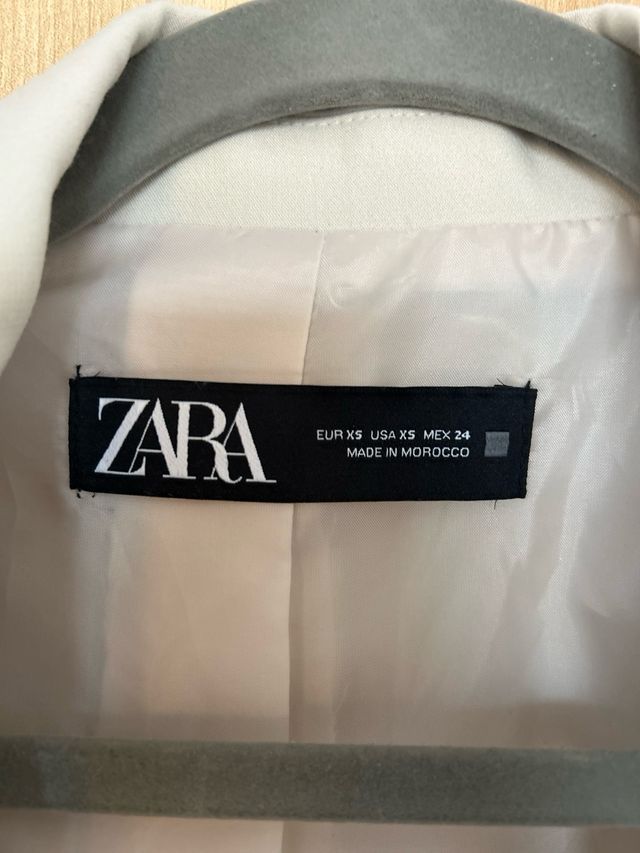 ZARA
EUR XS USA XS MEX 24
MADE IN MOROCCO